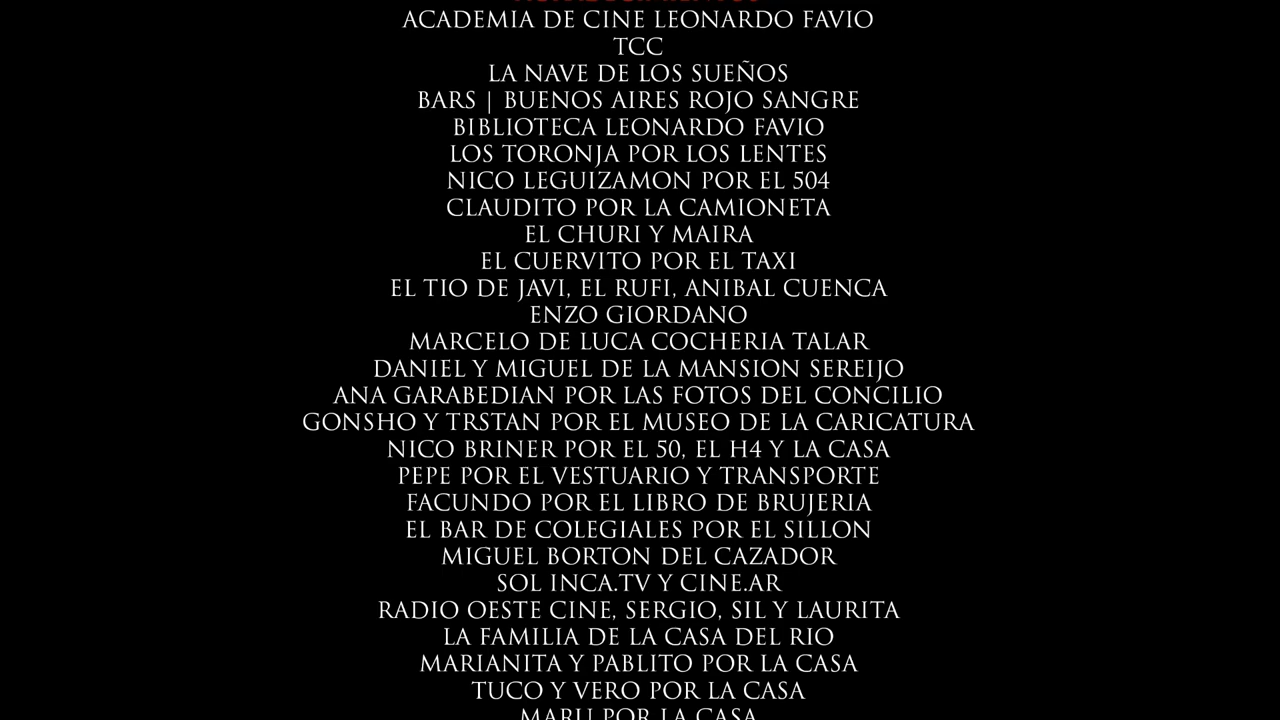 ACADEMIA DE CINE LEONARDO FAVIO
TCC
LA NAVE DE LOS SUEÑOS
BARS | BUENOS AIRES ROJO SANGRE
BIBLIOTECA LEONARDO FAVIO
LOS TORONJA POR LOS LENTES
NICO LEGUIZAMON POR EL 504
CLAUDITO POR LA CAMIONETA
EL CHURI Y MAIRA
EL CUERVITO POR EL TAXI
EL TIO DE JAVI, EL RUFI, ANIBAL CUENCA
ENZO GIORDANO
MARCELO DE LUCA COCHERIA TALAR
DANIEL Y MIGUEL DE LA MANSION SEREIJO
ANA GARABEDIAN POR LAS FOTOS DEL CONCILIO
GONSHO Y TRSTAN POR EL MUSEO DE LA CARICATURA
NICO BRINER POR EL 50, EL H4 Y LA CASA
PEPE POR EL VESTUARIO Y TRANSPORTE
FACUNDO POR EL LIBRO DE BRUJERIA
EL BAR DE COLEGIALES POR EL SILLON
MIGUEL BORTON DEL CAZADOR
SOL INCA.TV Y CINE.AR
RADIO OESTE CINE, SERGIO, SIL Y LAURITA
LA FAMILIA DE LA CASA DEL RIO
MARIANITA Y PABLITO POR LA CASA
TUCO Y VERO POR LA CASA
MARU POR LA CASA